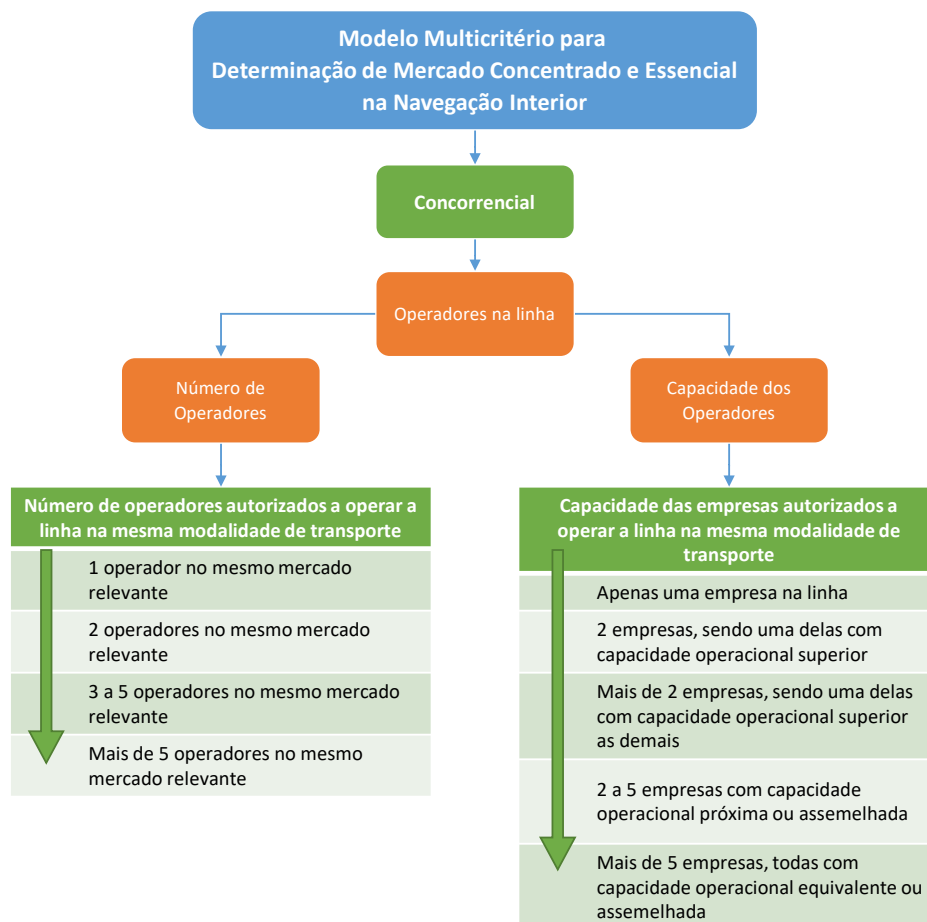 Modelo Multicritério para
Determinação de Mercado Concentrado e Essencial
na Navegação Interior
Concorrencial
Operadores na linha
Número de
Operadores
Capacidade dos
Operadores
Número de operadores autorizados a operar a
linha na mesma modalidade de transporte
1 operador no mesmo mercado
relevante
2 operadores no mesmo mercado
relevante
3 a 5 operadores no mesmo mercado
relevante
Mais de 5 operadores no mesmo
mercado relevante
Capacidade das empresas autorizados a
operar a linha na mesma modalidade de
transporte
Apenas uma empresa na linha
2 empresas, sendo uma delas com
capacidade operacional superior
Mais de 2 empresas, sendo uma delas
com capacidade operacional superior
as demais
2 a 5 empresas com capacidade
operacional próxima ou assemelhada
Mais de 5 empresas, todas com
capacidade operacional equivalente ou
assemelhada